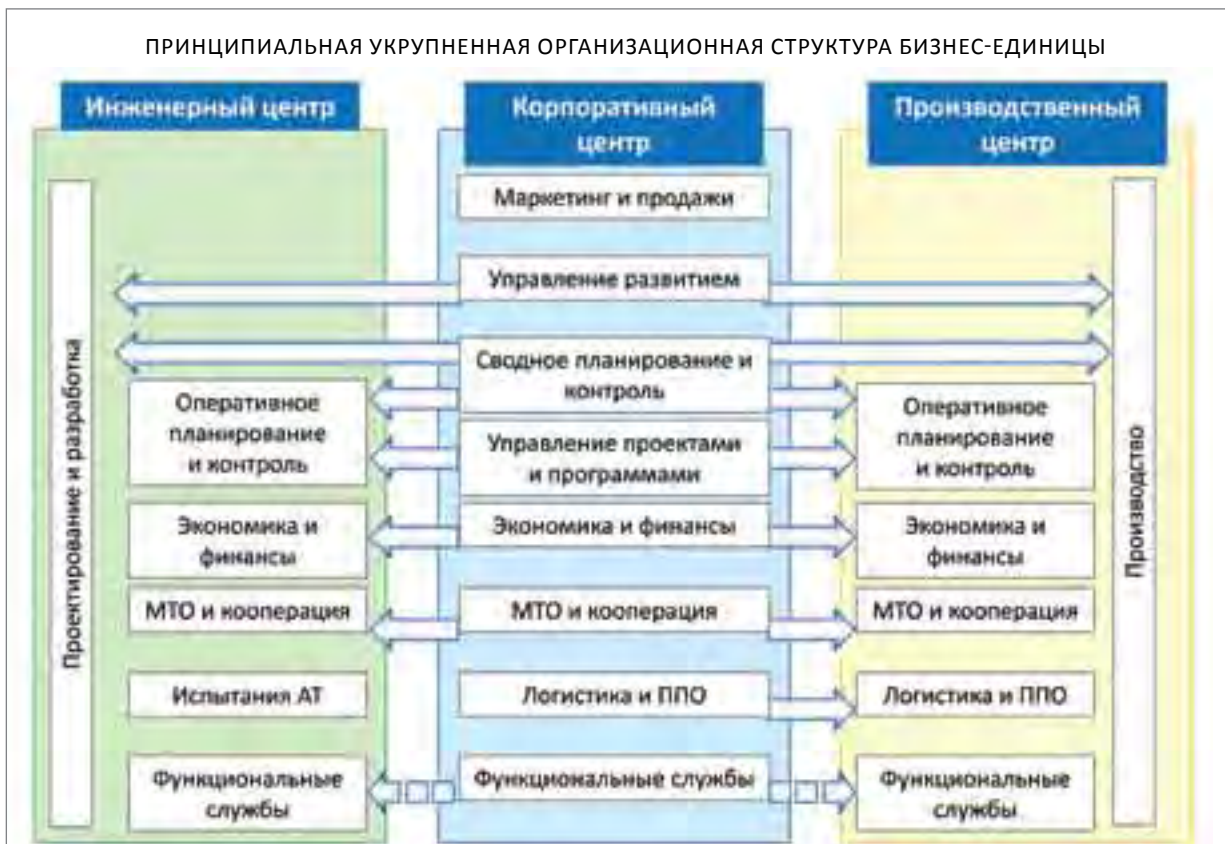 ПРИНЦИПИАЛЬНАЯ УКРУПНЕННАЯ ОРГАНИЗАЦИОННАЯ СТРУКТУРА БИЗНЕС-ЕДИНИЦЫ
Инженерный центр
Проектирование и разработка
Оперативное
планирование
и контроль
Экономика и
финансы
МТО и кооперация
Испытания АТ
Функциональные
службы
Корпоративный
центр
Маркетинг и продажи
Управление развитием
Сводное планирование и
контроль
Управление проектами
и программами
Экономика и финансы
МТО и кооперация
Логистика и ППО
Функциональные службы
Производственный
центр
Оперативное
планирование
и контроль
Экономика и
финансы
МТО и кооперация
Логистика и ППО
Функциональные
службы
Производство